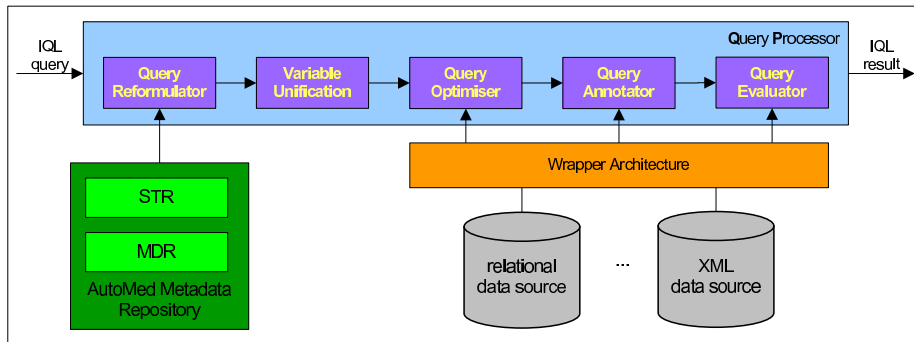 IQL
query
Query Processor
IQL
result
Query
Reformulator
Variable
Unification
Query
Optimiser
Query
Annotator
Query
Evaluator
Wrapper Architecture
STR
MDR
AutoMed Metadata
Repository
relational
data source
...
XML
data source